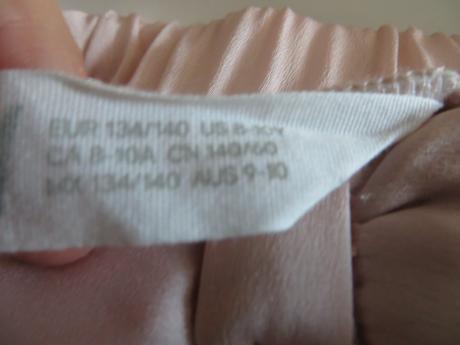 EUR 134/140 US 8-10Y
CA 8-10A CN 140/60
MX 134/140 AUS 9-10